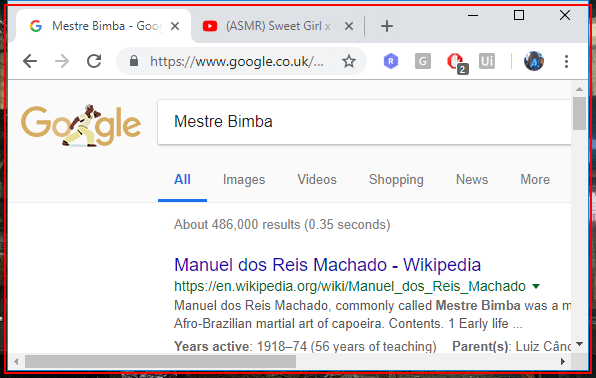 Mestre Bimba - Goog
(ASMR) Sweet Girl x
https://www.google.co.uk/...
R G 2 Ui
Google
Mestre Bimba
All Images Videos Shopping News More
About 486,000 results (0.35 seconds)
Manuel dos Reis Machado - Wikipedia
https://en.wikipedia.org/wiki/Manuel_dos_Reis_Machado
Manuel dos Reis Machado, commonly called Mestre Bimba was a m
Afro-Brazilian martial art of capoeira. Contents. 1 Early life ...
Years active: 1918–74 (56 years of teaching) Parent(s): Luiz Când